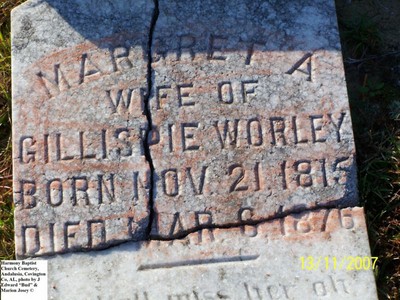 MARGRET A.
WIFE OF
GILLISPIE WORLEY
BORN NOV. 21, 1815
DIED MAR. 6, 1876
13/11/2007
Harmony Baptist
Church Cemetery,
Andalusia, Covington
Co, AL, photo by J
Edward "Bud" &
Marion Josey ©